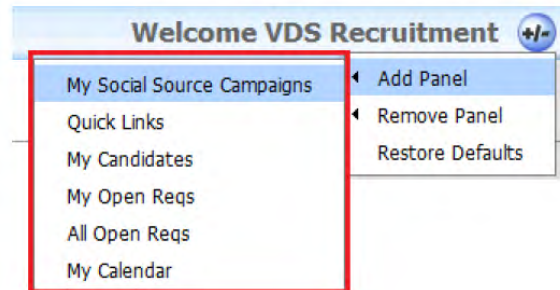 Welcome VDS Recruitment +/-
My Social Source Campaigns
Quick Links
My Candidates
My Open Reqs
All Open Reqs
My Calendar
Add Panel
Remove Panel
Restore Defaults